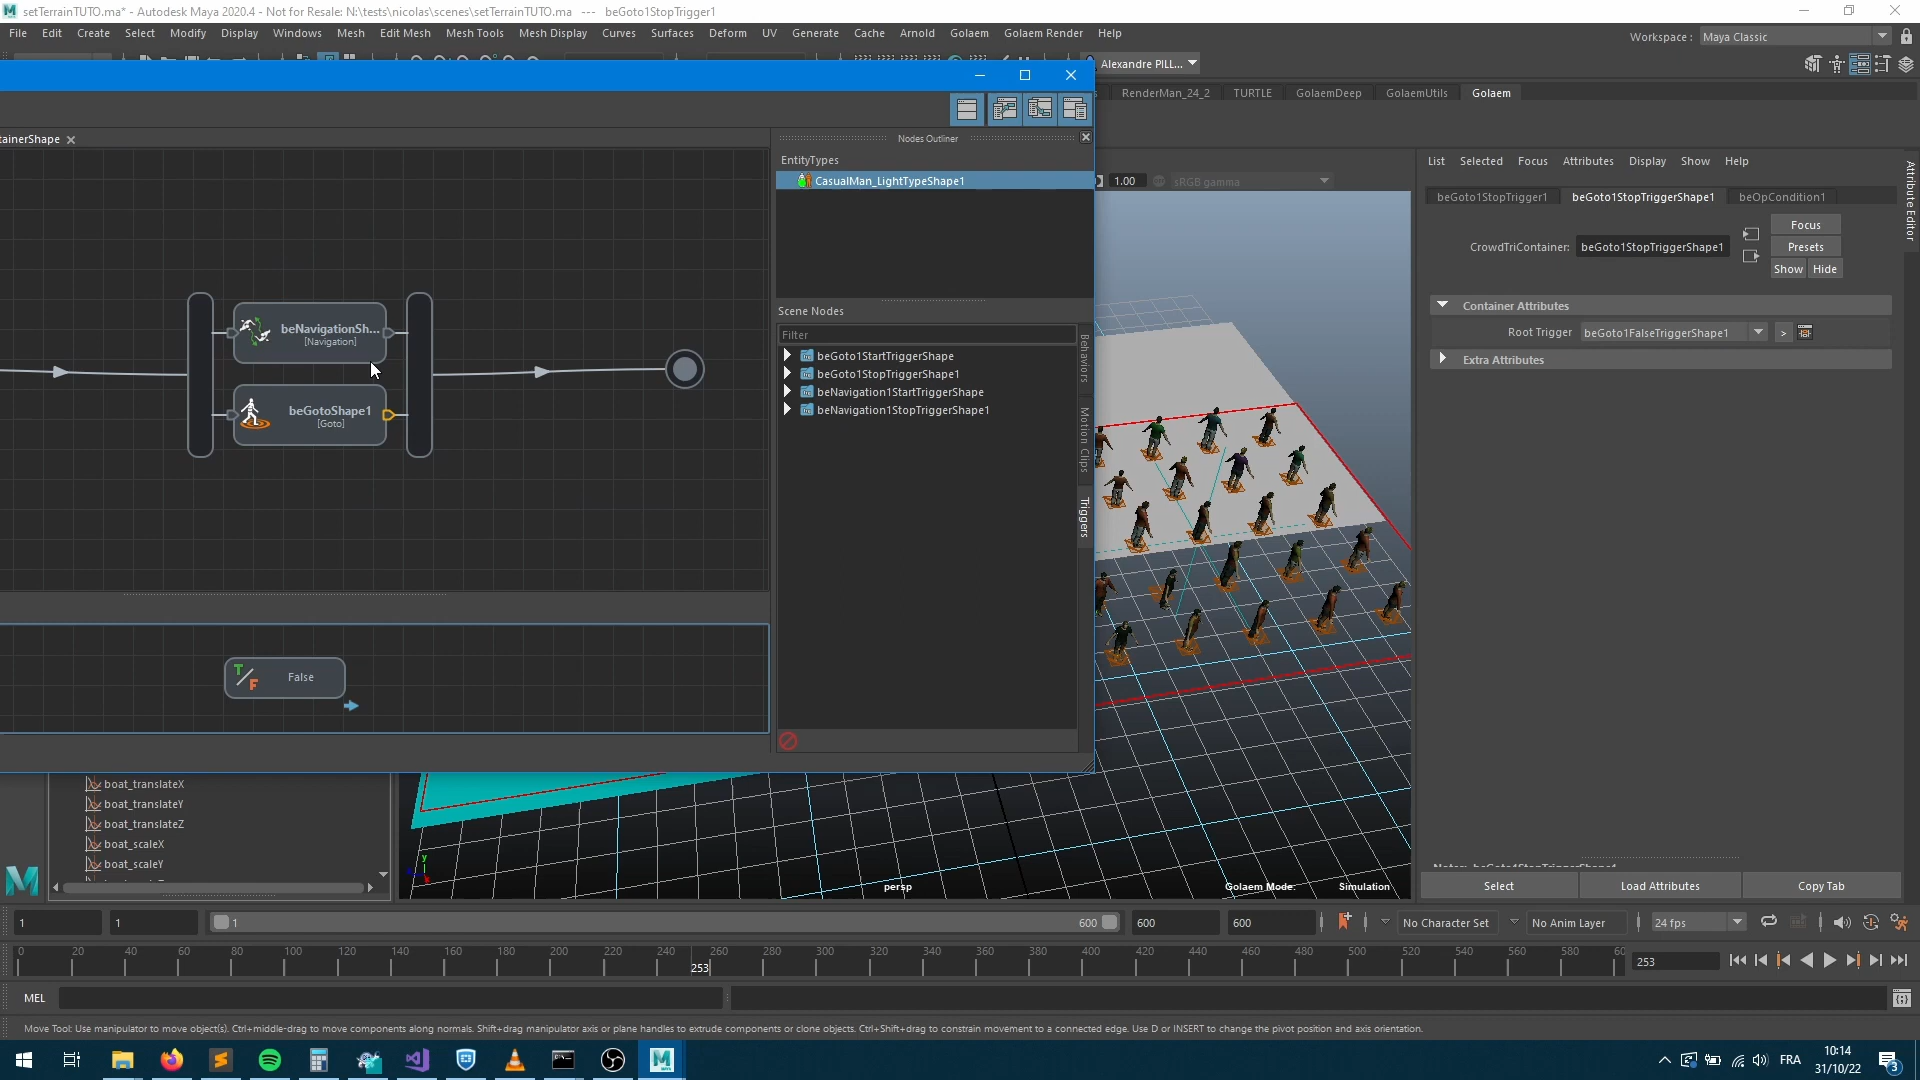 setTerrainTUTO.ma* - Autodesk Maya 2020.4 - Not for Resale: N:\tests\nicolas\scenes\setTerrainTUTO.ma --- beGoto1StopTrigger1
File Edit Create Select Modify Display Windows Mesh Edit Mesh Mesh Tools Mesh Display Curves Surfaces Deform UV Generate Cache Arnold Golaem Golaem Render Help
Workspace : Maya Classic
Alexandre PILL...
RenderMan_24_2 TURTLE GolaemDeep GolaemUtils Golaem
tainerShape
Nodes Outliner
EntityTypes
CasualMan_LightTypeShape1
1.00 sRGB gamma
Scene Nodes
Filter
beGoto1StartTriggerShape
beGoto1StopTriggerShape1
beNavigation1StartTriggerShape
beNavigation1StopTriggerShape1
Behaviors
Motion Clips
Triggers
beNavigationSh...
[Navigation]
beGotoShape1
[Goto]
T
F
False
List Selected Focus Attributes Display Show Help
Attribute Editor
beGoto1StopTrigger1 beGoto1StopTriggerShape1 beOpCondition1
CrowdTriContainer: beGoto1StopTriggerShape1
Focus
Presets
Show Hide
Container Attributes
Root Trigger beGoto1FalseTriggerShape1 >
Extra Attributes
Select Load Attributes Copy Tab
boat_translateX
boat_translateY
boat_translateZ
boat_scaleX
boat_scaleY
y
persp
Golaem Mode: Simulation
1 1 1 600 600 600 No Character Set No Anim Layer 24 fps
0 20 40 60 80 100 120 140 160 180 200 220 240 260 280 300 320 340 360 380 400 420 440 460 480 500 520 540 560 580 60
253
253
MEL
Move Tool: Use manipulator to move object(s). Ctrl+middle-drag to move components along normals. Shift+drag manipulator axis or plane handles to extrude components or clone objects. Ctrl+Shift+drag to constrain movement to a connected edge. Use D or INSERT to change the pivot position and axis orientation.
FRA
10:14
31/10/22
3